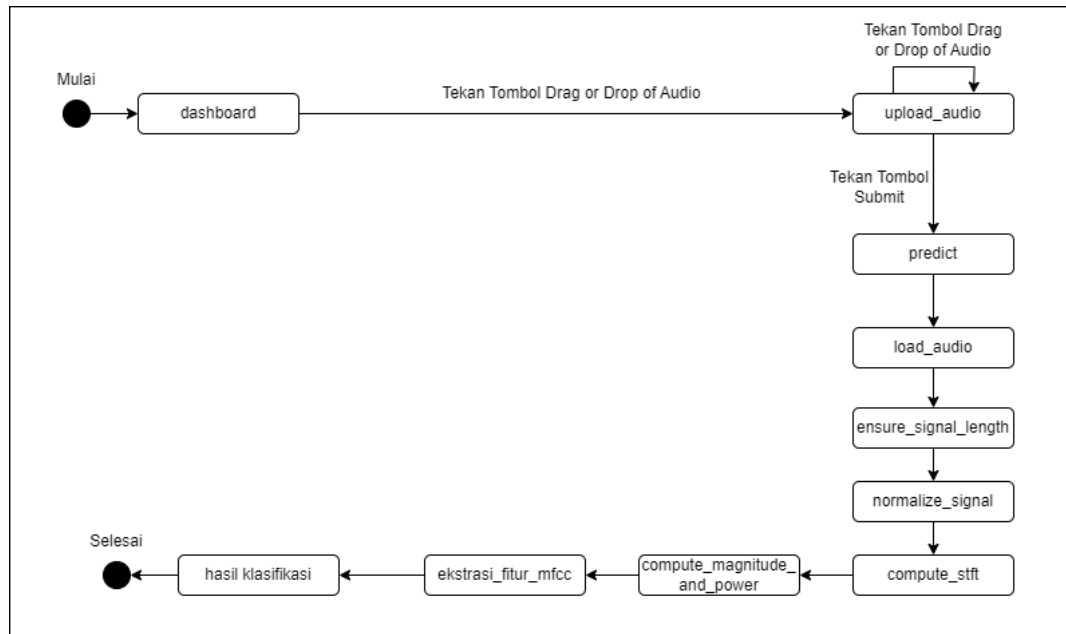 Mulai
dashboard
Tekan Tombol Drag or Drop of Audio
Tekan Tombol Drag
or Drop of Audio
upload_audio
Tekan Tombol
Submit
predict
load_audio
ensure_signal_length
normalize_signal
compute_stft
compute_magnitude_
and_power
ekstrasi_fitur_mfcc
hasil klasifikasi
Selesai